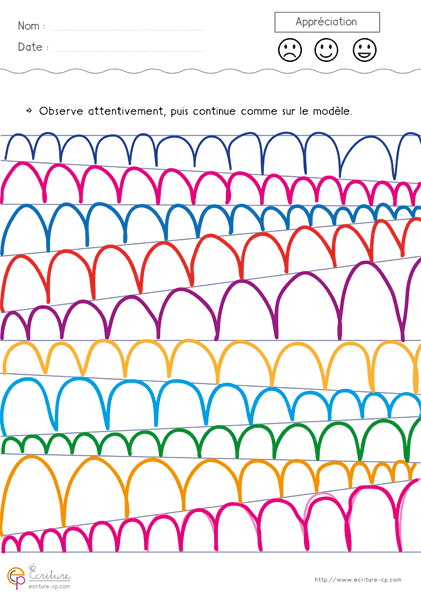 Nom :
Appréciation
Date :
Observe attentivement, puis continue comme sur le modèle.
Ecriture
ecriture-cp.com
http://www.ecriture-cp.com